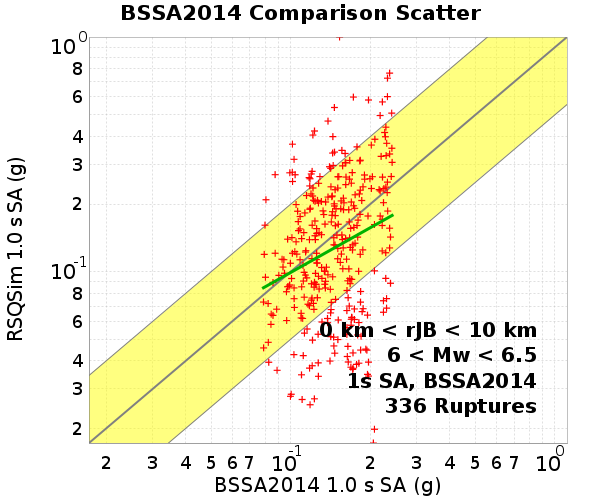 BSSA2014 Comparison Scatter
RSQSim 1.0 s SA (g)
10^0
8
6
4
3
2
10^-1
8
6
4
3
2
0 km < rJB < 10 km
6 < Mw < 6.5
1s SA, BSSA2014
336 Ruptures
2 3 4 5 6 7 10^-1 2 3 4 5 6 7 10^0
BSSA2014 1.0 s SA (g)